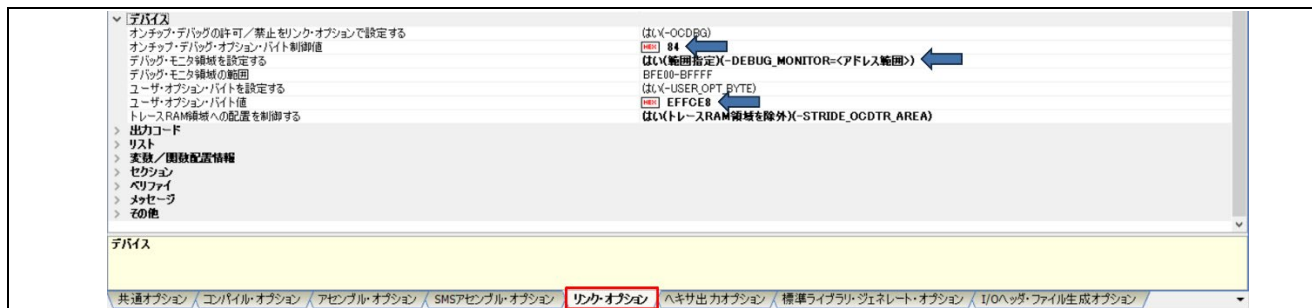 デバイス
オンチップ・デバッグの許可／禁止をリンク・オプションで設定する はい(-OCDBG)
オンチップ・デバッグ・オプション・バイト制御値 HEX 84
デバッグ・モニタ領域を設定する はい(範囲指定)(-DEBUG_MONITOR=<アドレス範囲>)
デバッグ・モニタ領域の範囲 BFE00-BFFFF
ユーザ・オプション・バイトを設定する はい(-USER_OPT_BYTE)
ユーザ・オプション・バイト値 HEX EFFCE8
トレースRAM領域への配置を制御する はい(トレースRAM領域を除外)(-STRIDE_OCDTR_AREA)
出力コード
リスト
変数／関数配置情報
セクション
ベリファイ
メッセージ
その他
デバイス
共通オプション コンパイル・オプション アセンブル・オプション SMSアセンブル・オプション リンク・オプション ヘキサ出力オプション 標準ライブラリ・ジェネレート・オプション I/Oヘッダ・ファイル生成オプション